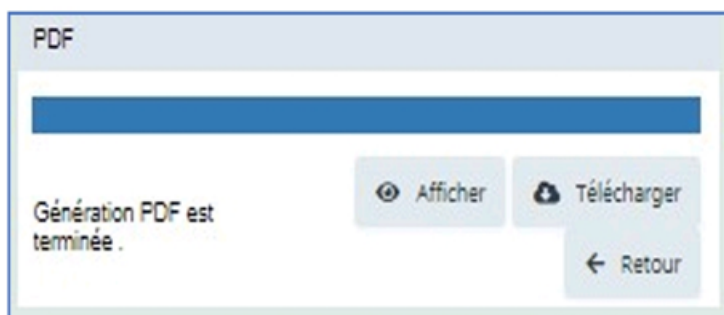 PDF
Afficher
Télécharger
Génération PDF est
terminée .
Retour